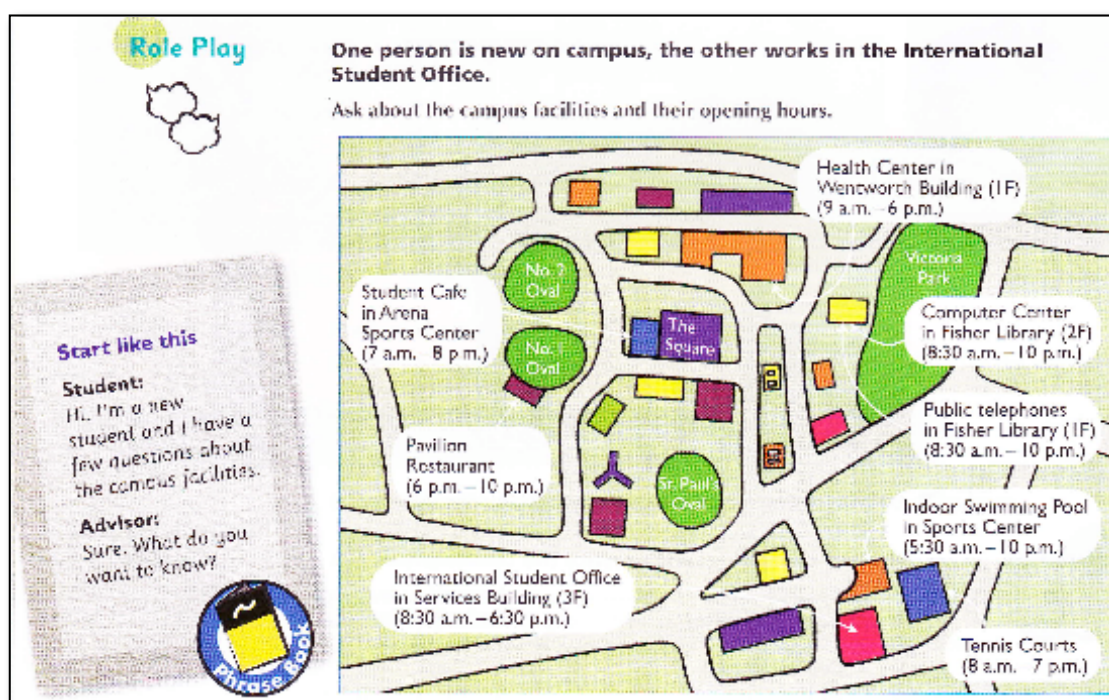 Role Play
One person is new on campus, the other works in the International
Student Office.
Ask about the campus facilities and their opening hours.
Start like this
Student:
Hi. I'm a new
student and I have a
few questions about
the campus facilities.
Advisor:
Sure. What do you
want to know?
Phrase Book
Health Center in
Wentworth Building (1F)
(9 a.m. – 6 p.m.)
No. 2
Oval
Victoria
Park
Student Cafe
in Arena
Sports Center
(7 a.m. – 8 p.m.)
The
Square
No. 1
Oval
Computer Center
in Fisher Library (2F)
(8:30 a.m. – 10 p.m.)
Public telephones
in Fisher Library (1F)
(8:30 a.m. – 10 p.m.)
Pavilion
Restaurant
(6 p.m. – 10 p.m.)
St. Paul's
Oval
Indoor Swimming Pool
in Sports Center
(5:30 a.m. – 10 p.m.)
International Student Office
in Services Building (3F)
(8:30 a.m. – 6:30 p.m.)
Tennis Courts
(8 a.m. – 7 p.m.)